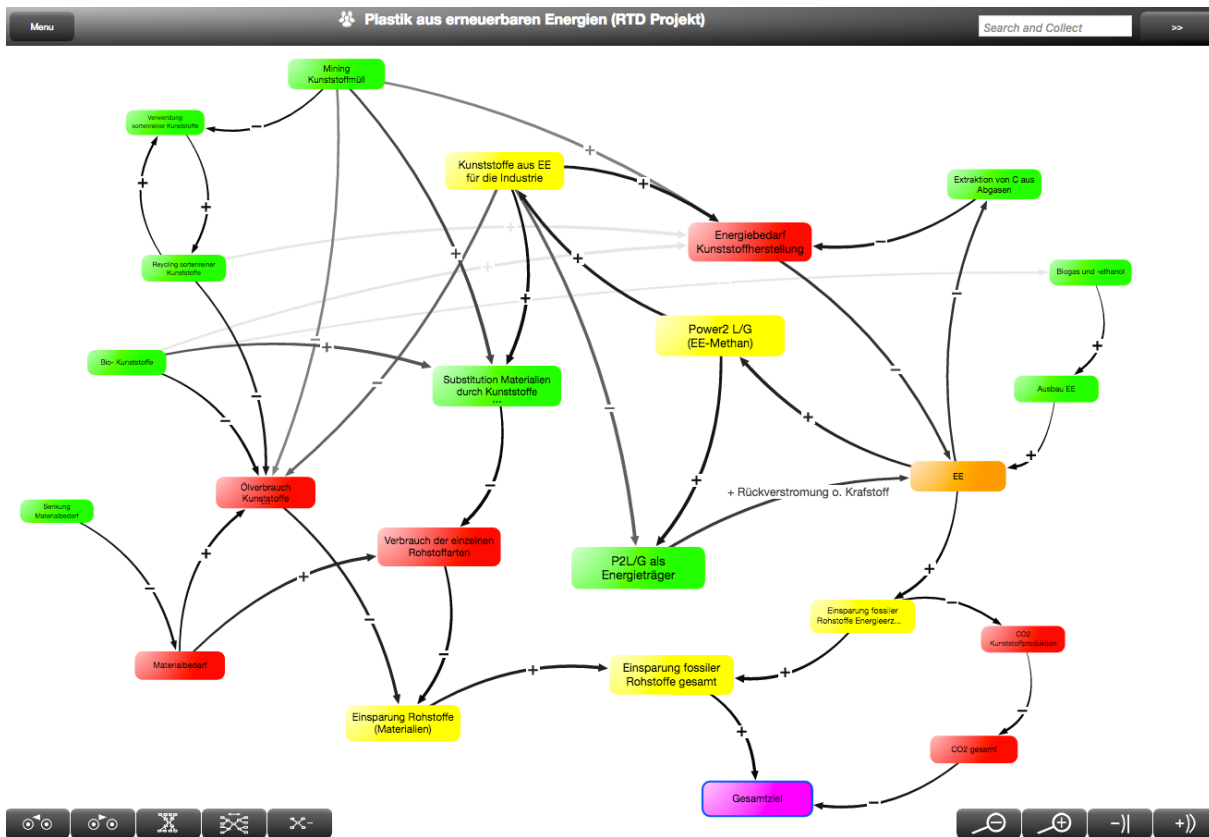 Menu
Plastik aus erneuerbaren Energien (RTD Projekt)
Search and Collect
>>
Mining
Kunststoffmüll
Verwendung
sortenreiner Kunststoffe
Kunststoffe aus EE
für die Industrie
Extraktion von C aus
Abgasen
Energiebedarf
Kunststoffherstellung
Reycling sortenreiner
Kunststoffe
Biogas und -ethanol
Power2 L/G
(EE-Methan)
Bio- Kunststoffe
Substitution Materialien
durch Kunststoffe
...
Ausbau EE
EE
Ölverbrauch
Kunststoffe
...
+ Rückverstromung o. Krafstoff
Senkung
Materialbedarf
Verbrauch der einzelnen
Rohstoffarten
P2L/G als
Energieträger
Einsparung fossiler
Rohstoffe Energieerz...
CO2
Kunststoffproduktion
Materialbedarf
Einsparung fossiler
Rohstoffe gesamt
Einsparung Rohstoffe
(Materialien)
CO2 gesamt
Gesamtziel